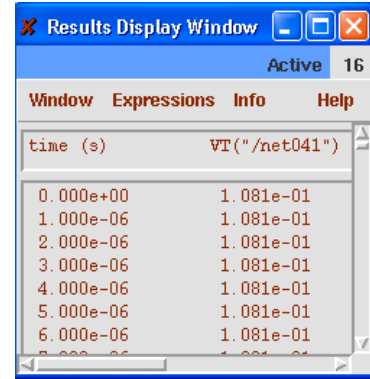 Results Display Window
Active 16
Window Expressions Info Help
time (s) VT("/net041")
0.000e+00 1.081e-01
1.000e-06 1.081e-01
2.000e-06 1.081e-01
3.000e-06 1.081e-01
4.000e-06 1.081e-01
5.000e-06 1.081e-01
6.000e-06 1.081e-01